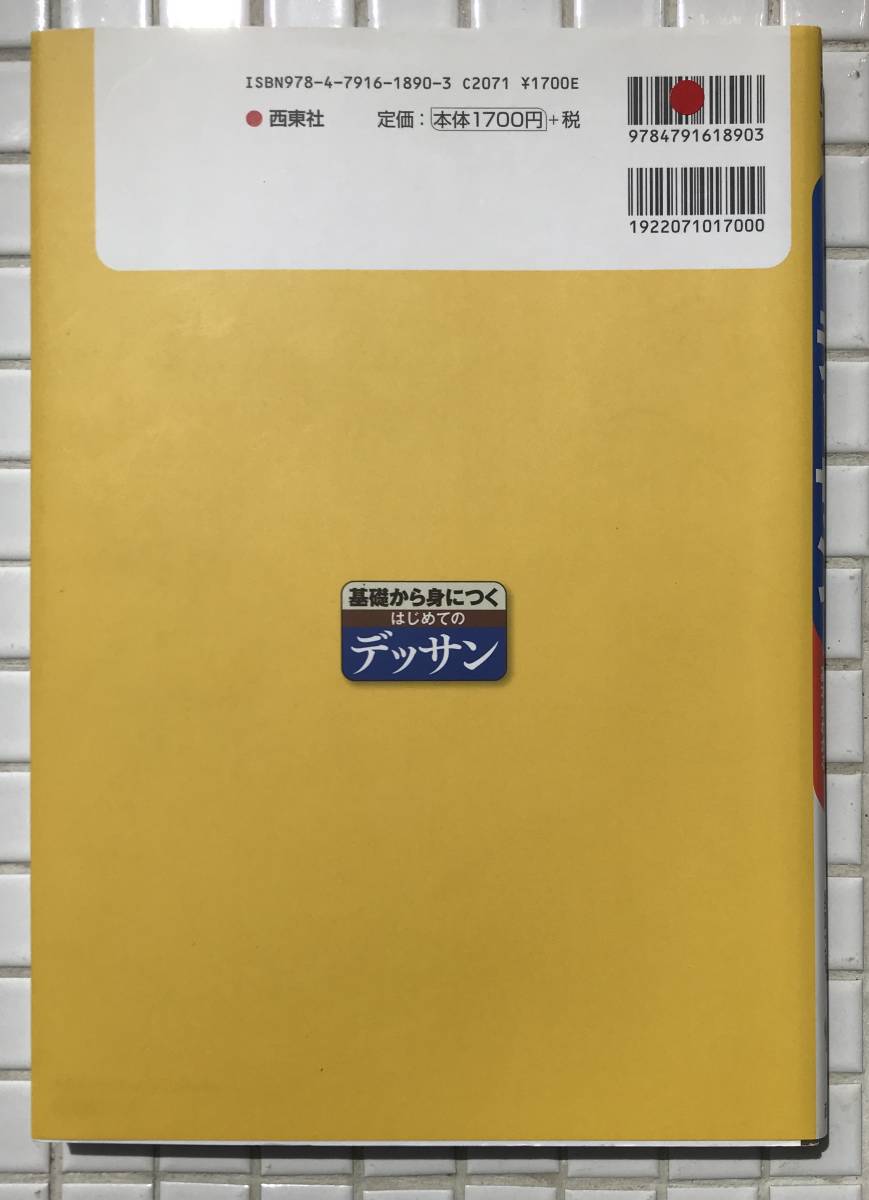 ISBN978-4-7916-1890-3 C2071 ¥1700E
西東社 定価:本体1700円+税
9784791618903
1922071017000
基礎から身につく
はじめての
デッサン